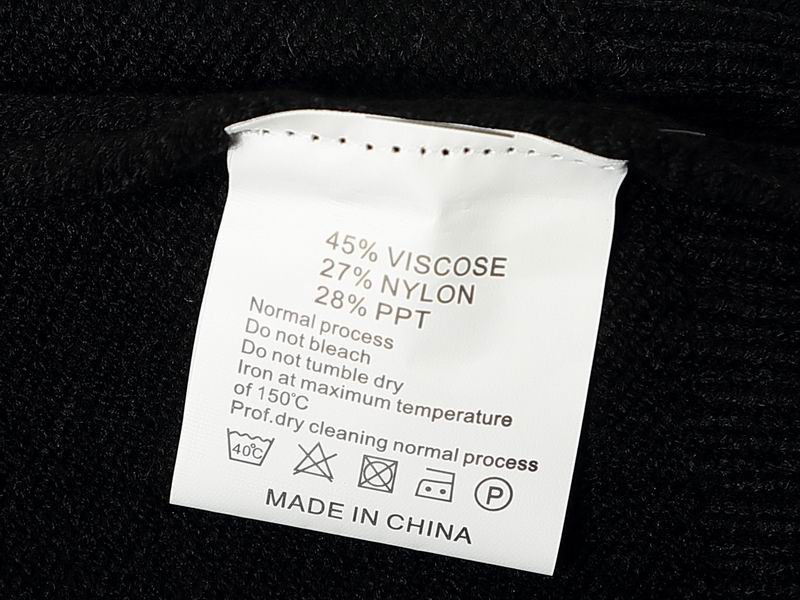 45% VISCOSE
27% NYLON
28% PPT
Normal process
Do not bleach
Do not tumble dry
Iron at maximum temperature
of 150℃
Prof.dry cleaning normal process
40℃ P
MADE IN CHINA